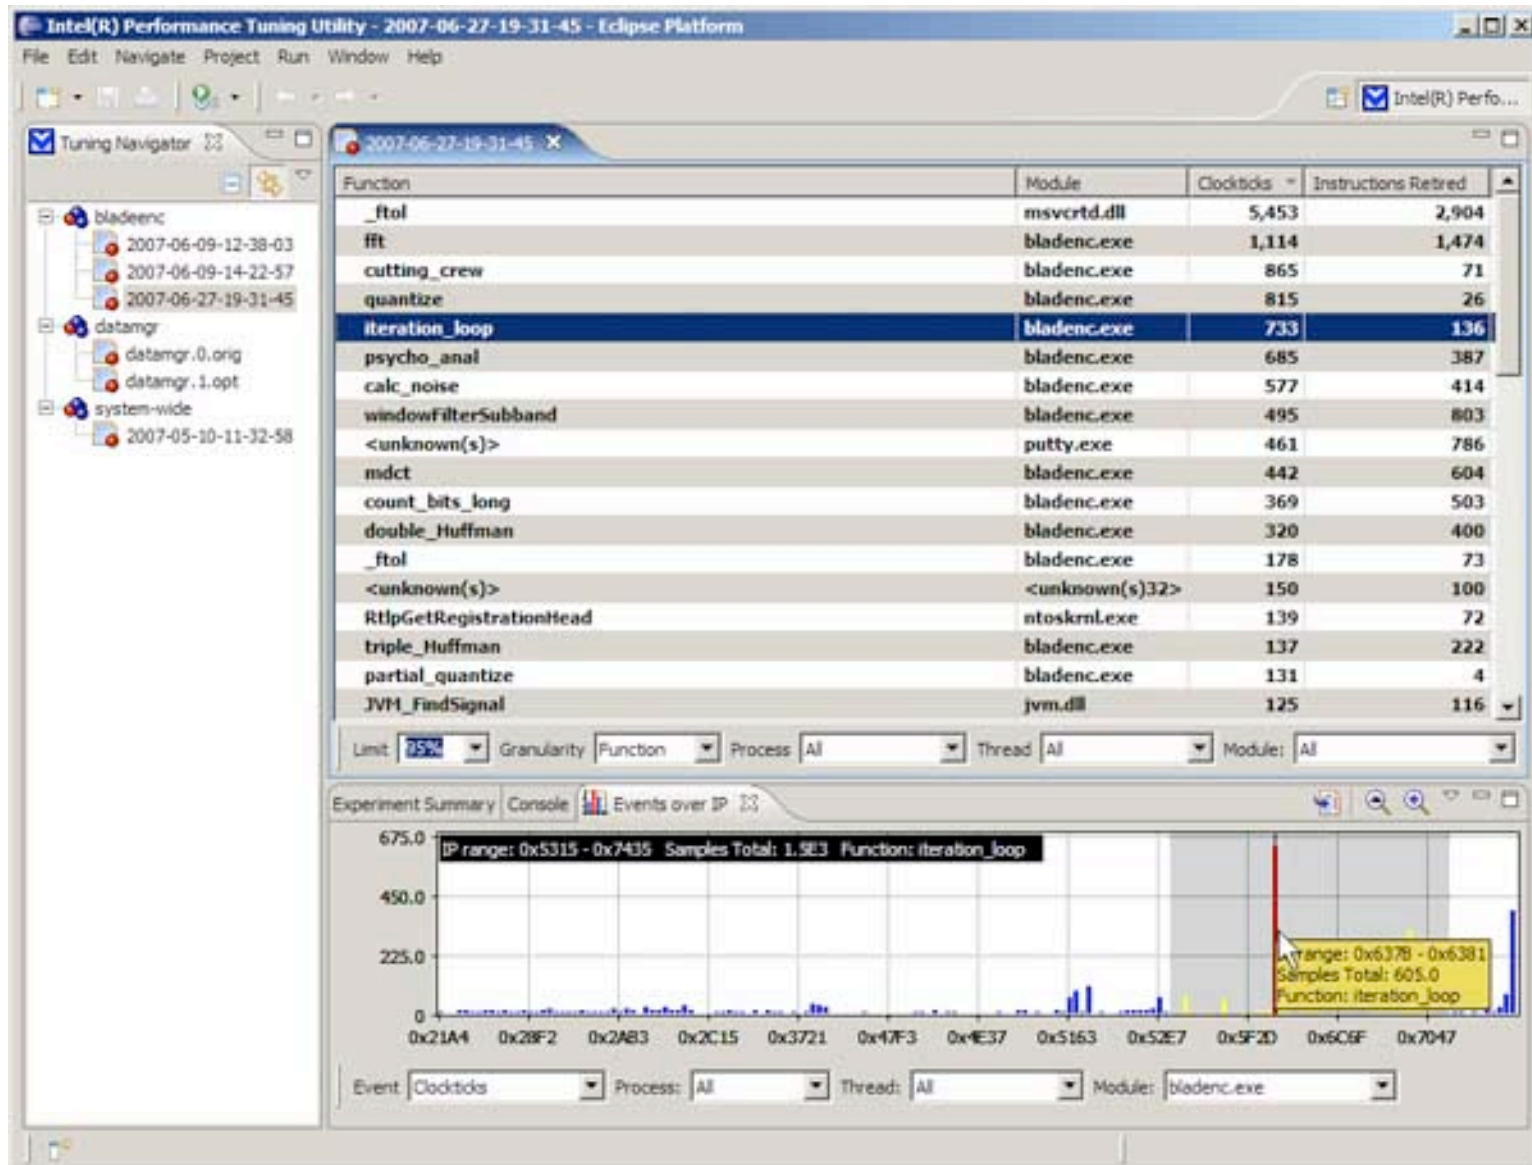 Intel(R) Performance Tuning Utility - 2007-06-27-19-31-45 - Eclipse Platform
File Edit Navigate Project Run Window Help
Intel(R) Perfo...
Tuning Navigator
2007-06-27-19-31-45
bladeenc
2007-06-09-12-38-03
2007-06-09-14-22-57
2007-06-27-19-31-45
datamgr
datamgr.0.orig
datamgr.1.opt
system-wide
2007-05-10-11-32-58
Function Module Clockticks Instructions Retired
_ftol msvcrtd.dll 5,453 2,904
fft bladenc.exe 1,114 1,474
cutting_crew bladenc.exe 865 71
quantize bladenc.exe 815 26
iteration_loop bladenc.exe 733 136
psycho_anal bladenc.exe 685 387
calc_noise bladenc.exe 577 414
windowFilterSubband bladenc.exe 495 803
<unknown(s)> putty.exe 461 786
mdct bladenc.exe 442 604
count_bits_long bladenc.exe 369 503
double_Huffman bladenc.exe 320 400
_ftol bladenc.exe 178 73
<unknown(s)> <unknown(s)32> 150 100
RtlpGetRegistrationHead ntoskrnl.exe 139 72
triple_Huffman bladenc.exe 137 222
partial_quantize bladenc.exe 131 4
JVM_FindSignal jvm.dll 125 116
Limit 95% Granularity Function Process All Thread All Module: All
Experiment Summary Console Events over IP
675.0
IP range: 0x5315 - 0x7435 Samples Total: 1.5E3 Function: iteration_loop
450.0
225.0
0
range: 0x6378 - 0x6381
Samples Total: 605.0
Function: iteration_loop
0x21A4 0x28F2 0x2AB3 0x2C15 0x3721 0x47F3 0x4E37 0x5163 0x52E7 0x5F2D 0x6C6F 0x7047
Event Clockticks Process: All Thread: All Module: bladenc.exe